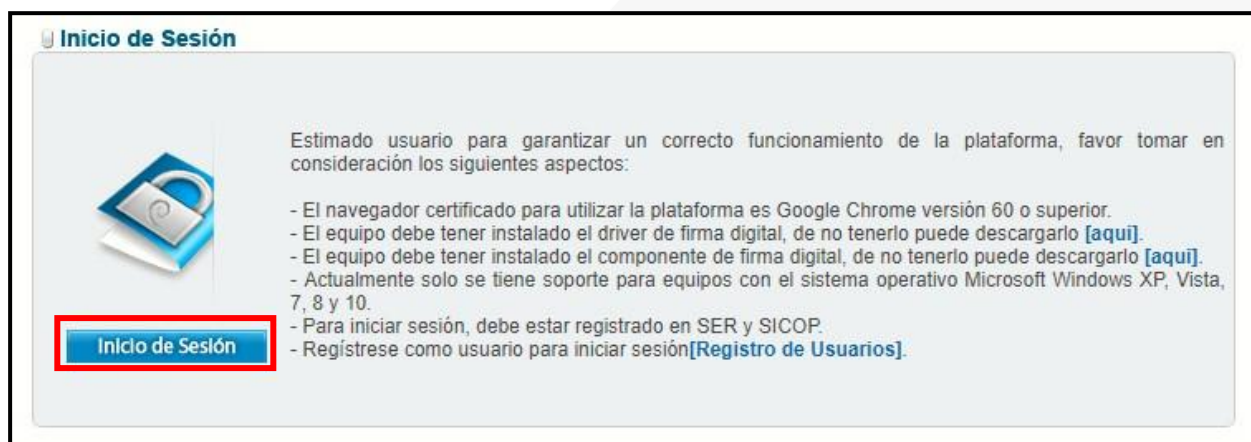 Inicio de Sesión
Estimado usuario para garantizar un correcto funcionamiento de la plataforma, favor tomar en
consideración los siguientes aspectos:
- El navegador certificado para utilizar la plataforma es Google Chrome versión 60 o superior.
- El equipo debe tener instalado el driver de firma digital, de no tenerlo puede descargarlo [aquí].
- El equipo debe tener instalado el componente de firma digital, de no tenerlo puede descargarlo [aquí].
- Actualmente solo se tiene soporte para equipos con el sistema operativo Microsoft Windows XP, Vista,
7, 8 y 10.
- Para iniciar sesión, debe estar registrado en SER y SICOP.
- Regístrese como usuario para iniciar sesión[Registro de Usuarios].
Inicio de Sesión